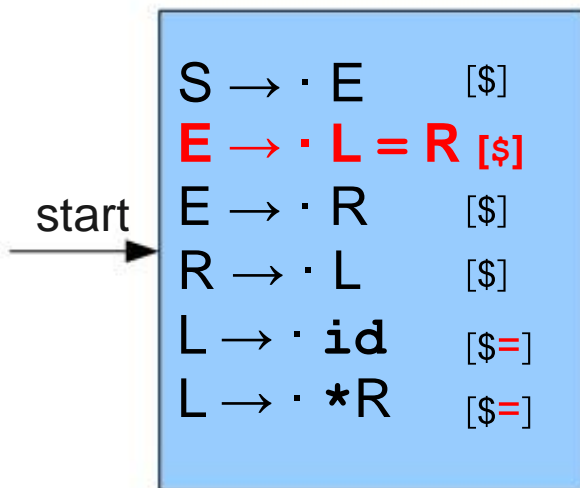 S → · E [$]
E → · L = R [$]
start
E → · R [$]
R → · L [$]
L → · id [$=]
L → · *R [$=]